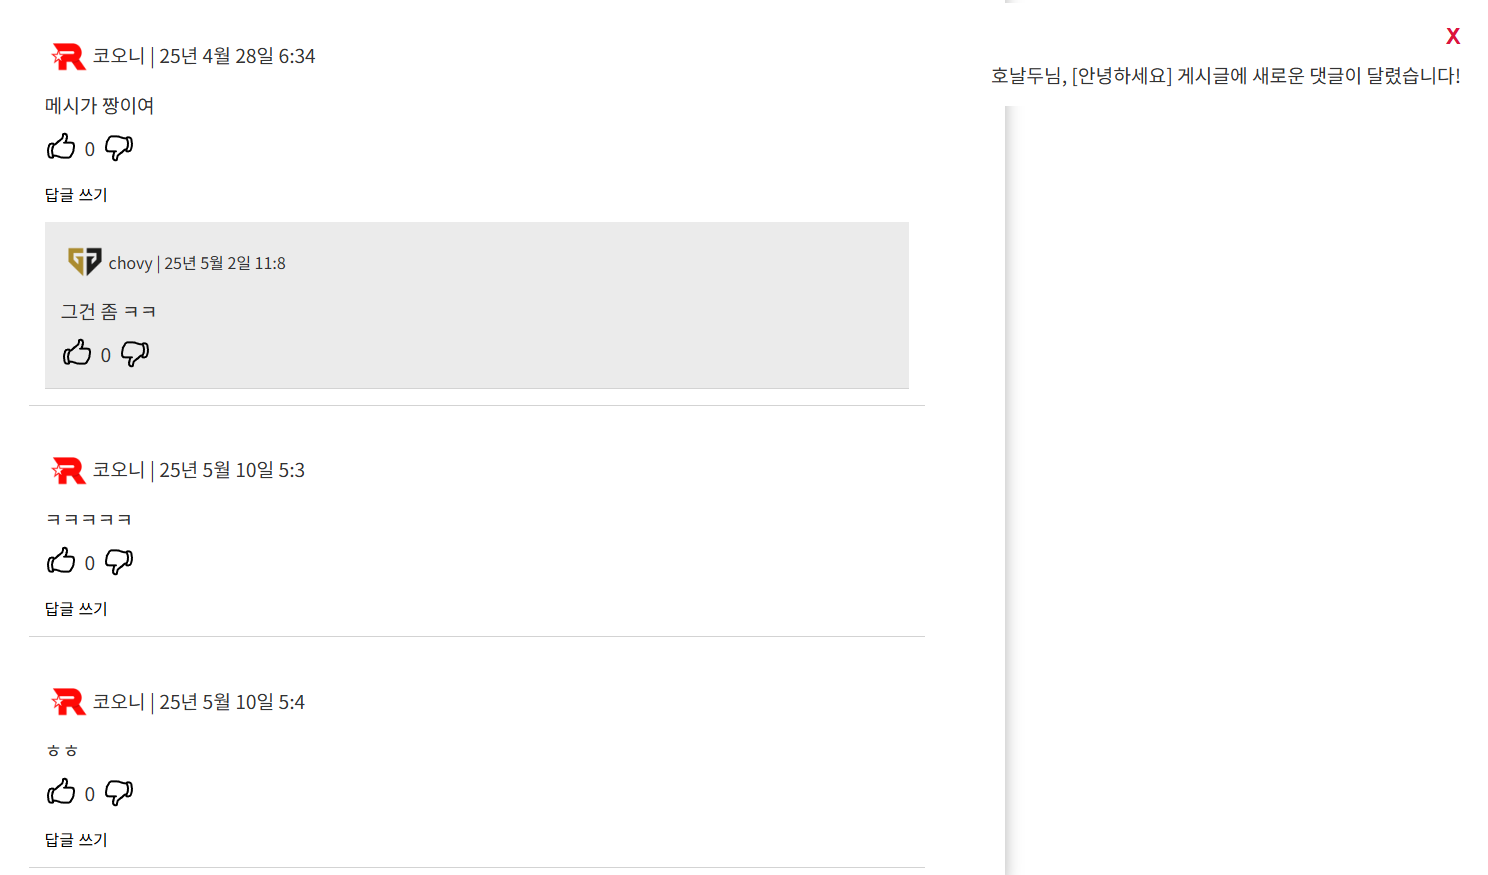 코오니 | 25년 4월 28일 6:34
메시가 짱이여
0
답글 쓰기
chovy | 25년 5월 2일 11:8
그건 좀 ㅋㅋ
0
코오니 | 25년 5월 10일 5:3
ㅋㅋㅋㅋㅋ
0
답글 쓰기
코오니 | 25년 5월 10일 5:4
ㅎㅎ
0
답글 쓰기
X
호날두님, [안녕하세요] 게시글에 새로운 댓글이 달렸습니다!